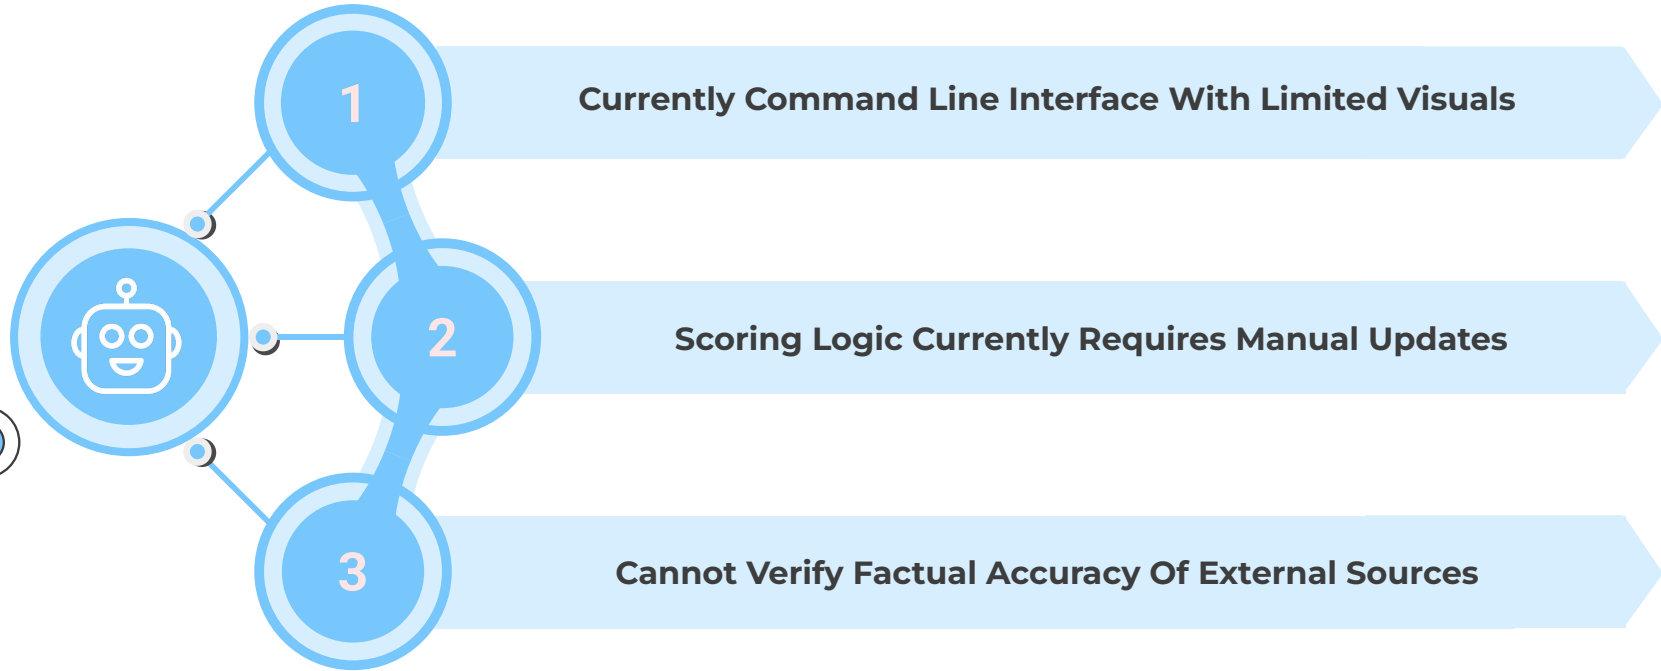 1
Currently Command Line Interface With Limited Visuals
2
Scoring Logic Currently Requires Manual Updates
3
Cannot Verify Factual Accuracy Of External Sources